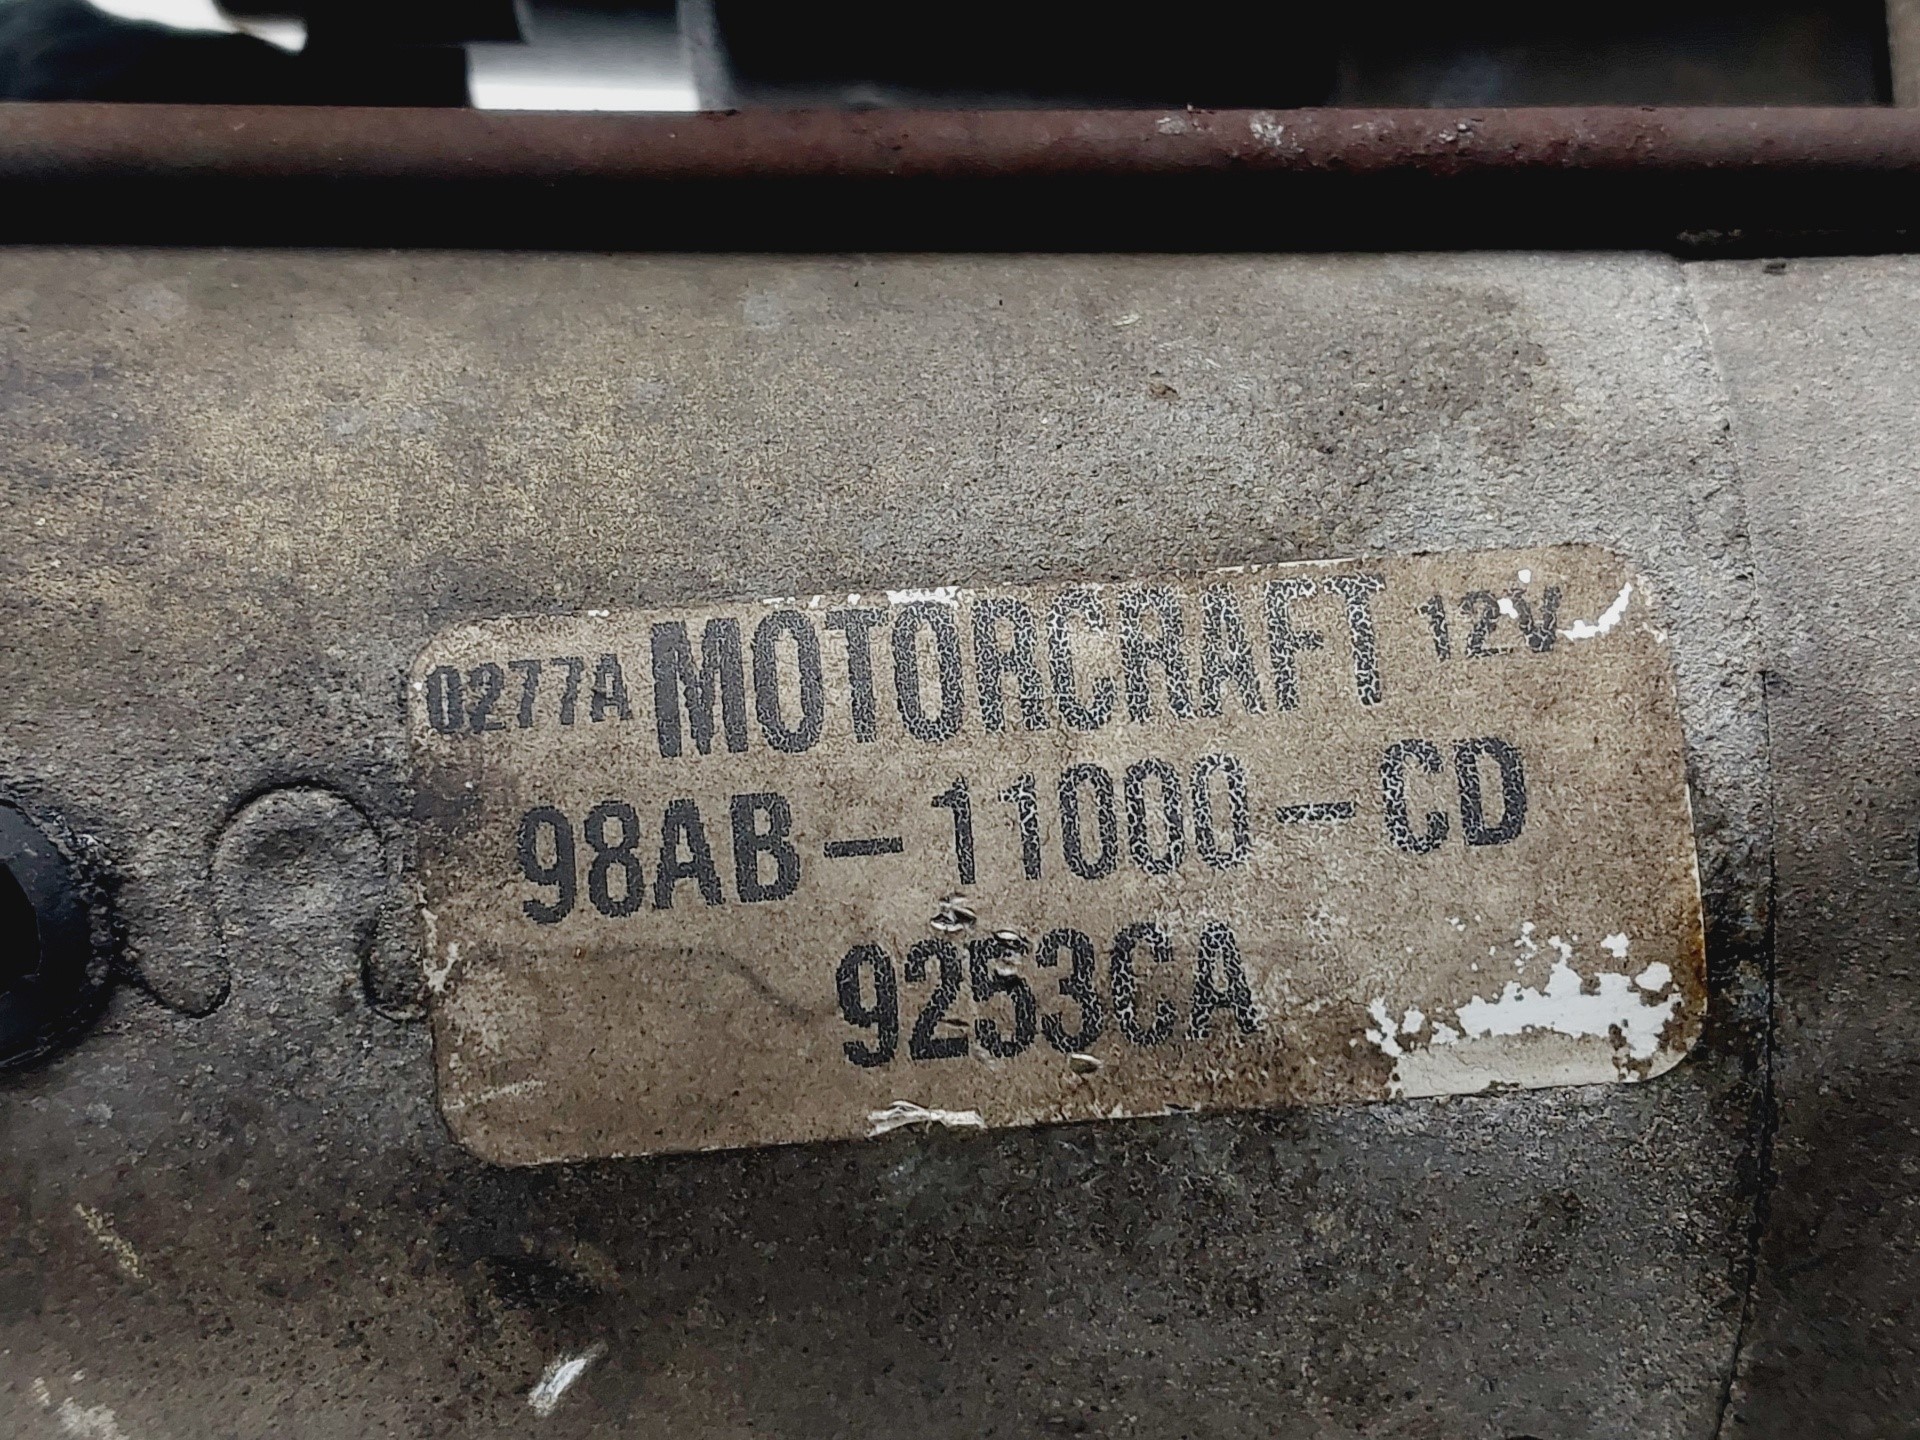 0277A MOTORCRAFT 12V
98AB-11000-CD
9253CA